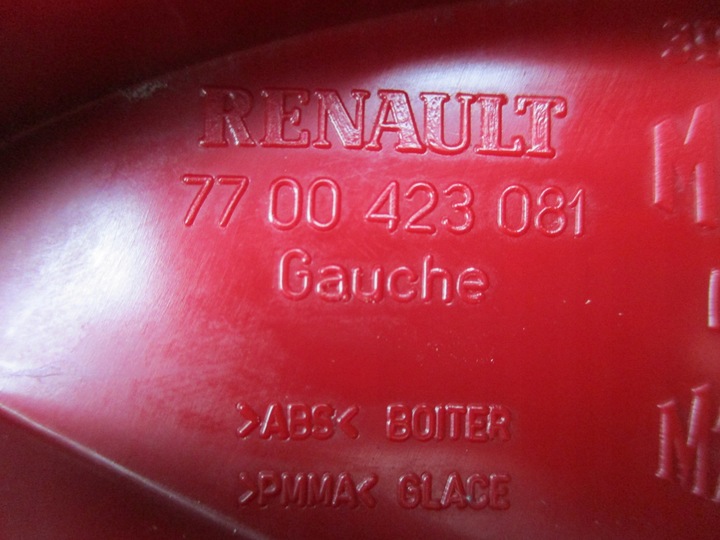 RENAULT
77 00 423 081
Gauche
>ABS< BOITER
>PMMA< GLACE